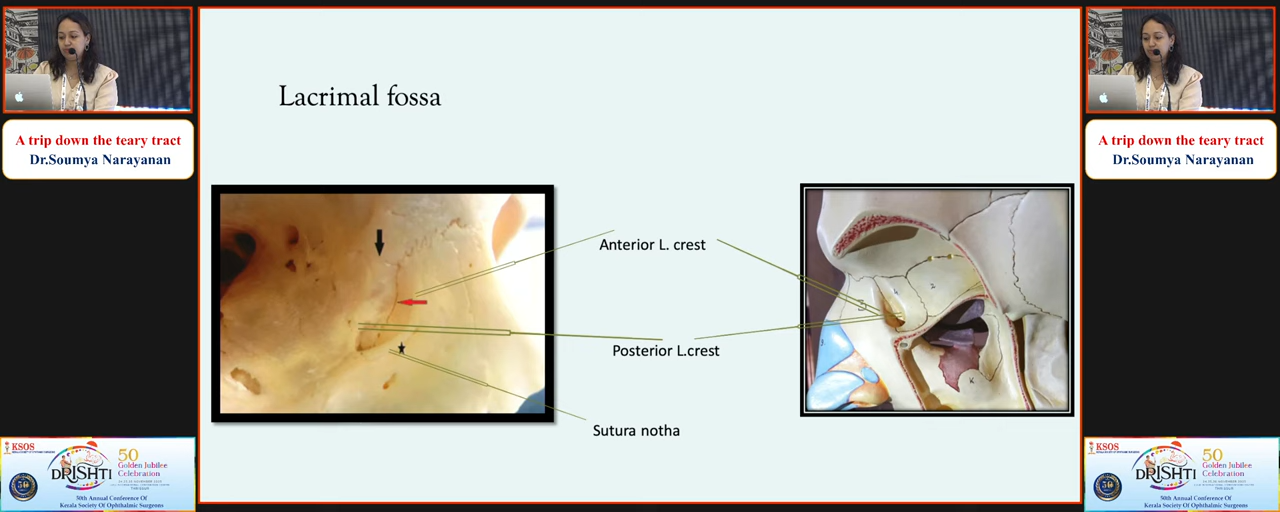 A trip down the teary tract
Dr.Soumya Narayanan
KSOS
DRISHTI
50
Golden Jubilee
Celebration
50th Annual Conference Of
Kerala Society Of Ophthalmic Surgeons
Lacrimal fossa
Anterior L. crest
Posterior L.crest
Sutura notha
K
A trip down the teary tract
Dr.Soumya Narayanan
KSOS
DRISHTI
50
Golden Jubilee
Celebration
50th Annual Conference Of
Kerala Society Of Ophthalmic Surgeons